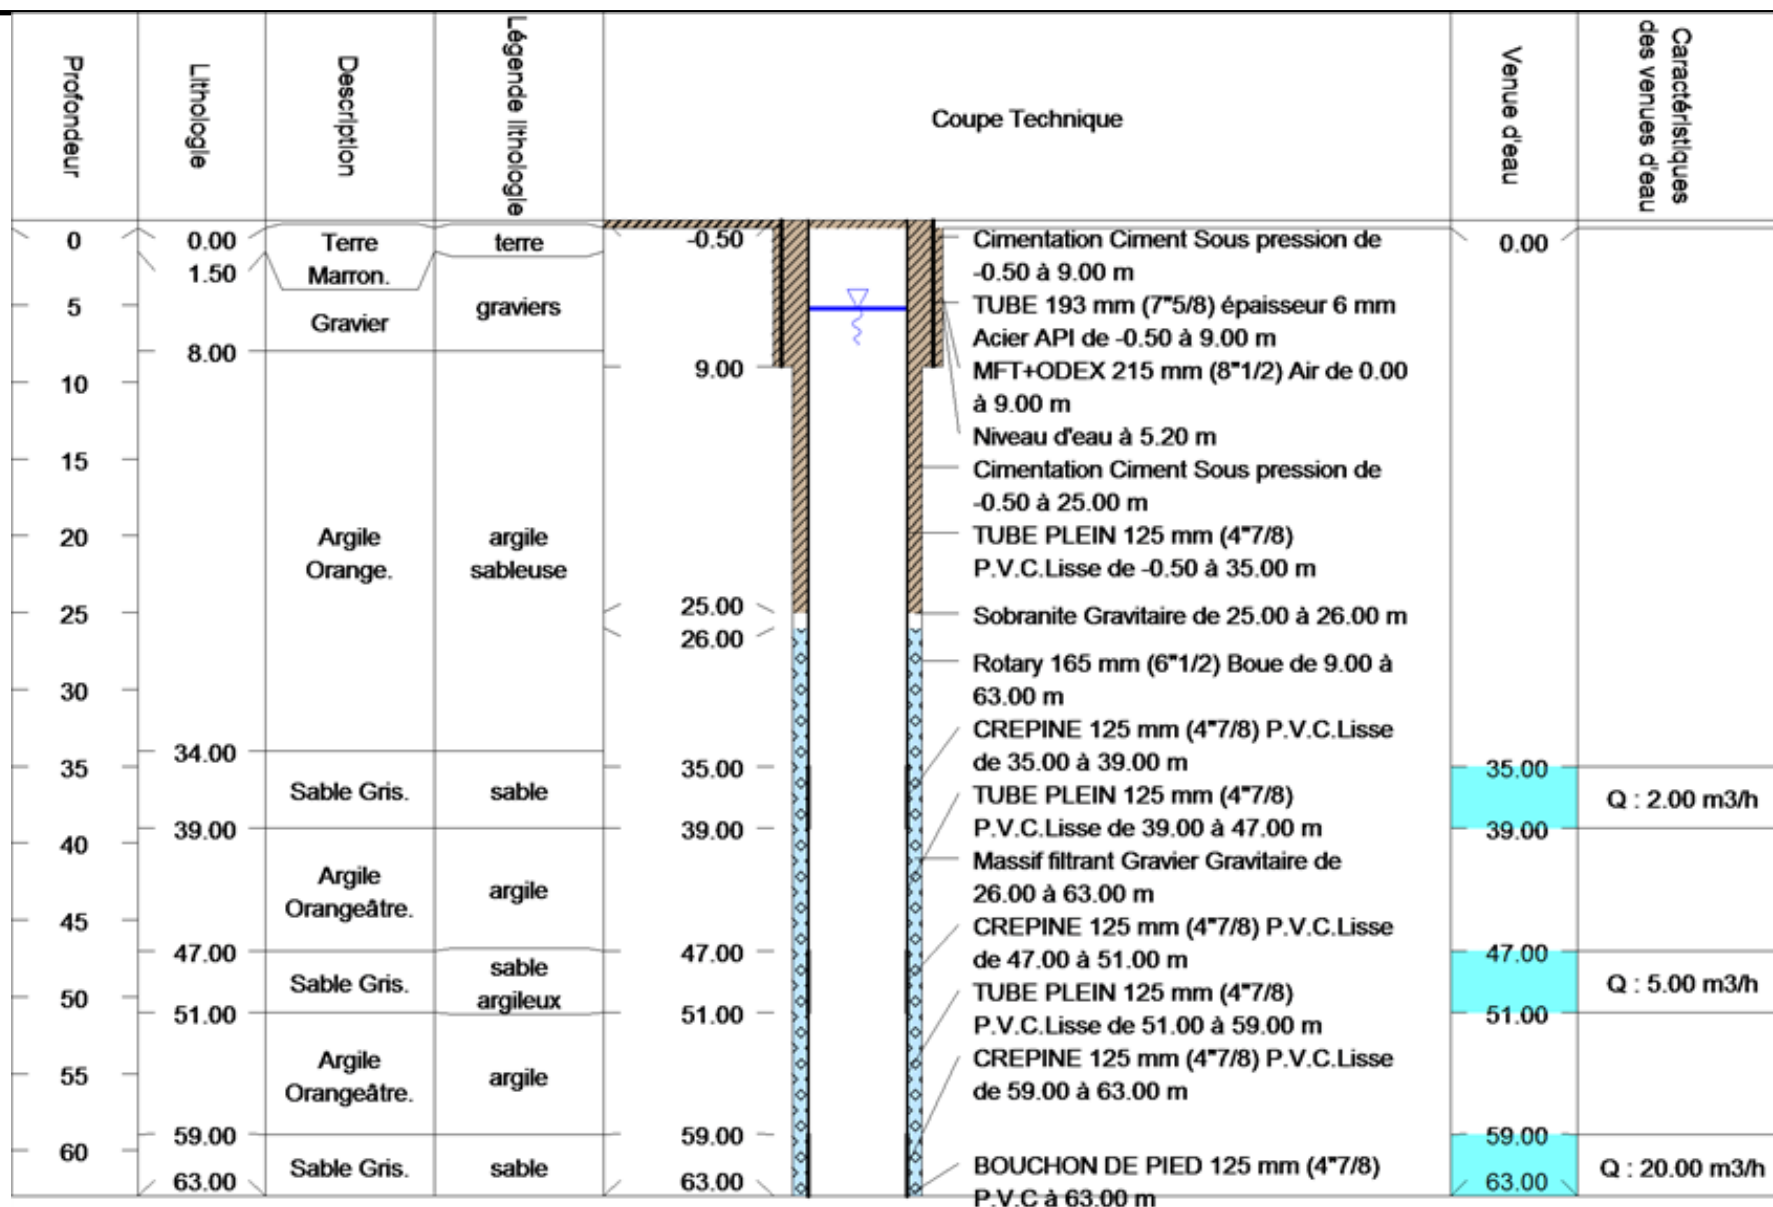 Profondeur
Lithologie
Description
Légende lithologie
Coupe Technique
Venue d'eau
Caractéristiques
des venues d'eau
0
5
10
15
20
25
30
35
40
45
50
55
60
0.00
1.50
8.00
34.00
39.00
47.00
51.00
59.00
63.00
Terre
Marron.
Gravier
Argile
Orange.
Sable Gris.
Argile
Orangeâtre.
Sable Gris.
Argile
Orangeâtre.
Sable Gris.
terre
graviers
argile
sableuse
sable
argile
sable
argileux
argile
sable
-0.50
9.00
25.00
26.00
35.00
39.00
47.00
51.00
59.00
63.00
Cimentation Ciment Sous pression de
-0.50 à 9.00 m
TUBE 193 mm (7"5/8) épaisseur 6 mm
Acier API de -0.50 à 9.00 m
MFT+ODEX 215 mm (8"1/2) Air de 0.00
à 9.00 m
Niveau d'eau à 5.20 m
Cimentation Ciment Sous pression de
-0.50 à 25.00 m
TUBE PLEIN 125 mm (4"7/8)
P.V.C.Lisse de -0.50 à 35.00 m
Sobranite Gravitaire de 25.00 à 26.00 m
Rotary 165 mm (6"1/2) Boue de 9.00 à
63.00 m
CREPINE 125 mm (4"7/8) P.V.C.Lisse
de 35.00 à 39.00 m
TUBE PLEIN 125 mm (4"7/8)
P.V.C.Lisse de 39.00 à 47.00 m
Massif filtrant Gravier Gravitaire de
26.00 à 63.00 m
CREPINE 125 mm (4"7/8) P.V.C.Lisse
de 47.00 à 51.00 m
TUBE PLEIN 125 mm (4"7/8)
P.V.C.Lisse de 51.00 à 59.00 m
CREPINE 125 mm (4"7/8) P.V.C.Lisse
de 59.00 à 63.00 m
BOUCHON DE PIED 125 mm (4"7/8)
P.V.C à 63.00 m
0.00
35.00
39.00
47.00
51.00
59.00
63.00
Q : 2.00 m3/h
Q : 5.00 m3/h
Q : 20.00 m3/h